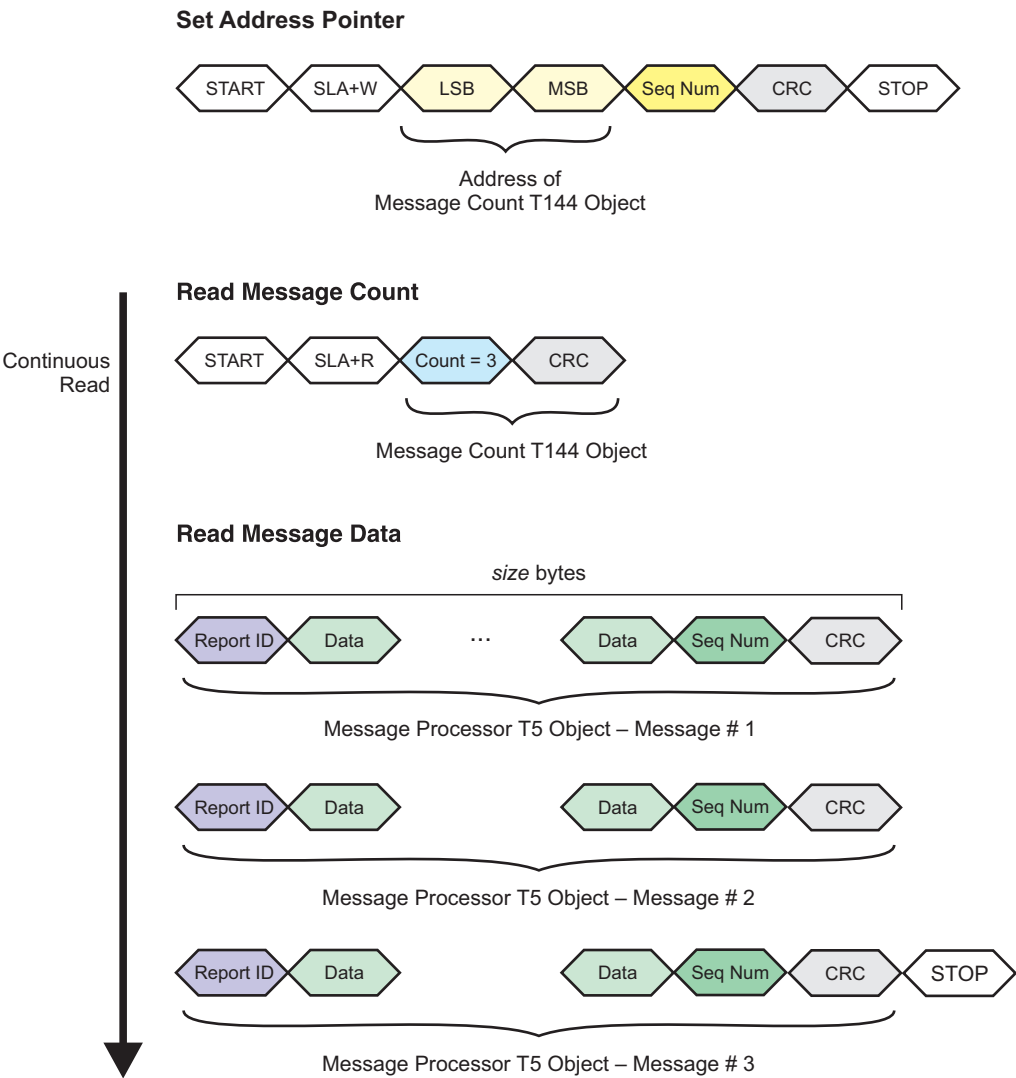 Set Address Pointer
START SLA+W LSB MSB Seq Num CRC STOP
Address of
Message Count T144 Object
Read Message Count
Continuous
Read
START SLA+R Count = 3 CRC
Message Count T144 Object
Read Message Data
size bytes
Report ID Data ... Data Seq Num CRC
Message Processor T5 Object – Message # 1
Report ID Data Data Seq Num CRC
Message Processor T5 Object – Message # 2
Report ID Data Data Seq Num CRC STOP
Message Processor T5 Object – Message # 3